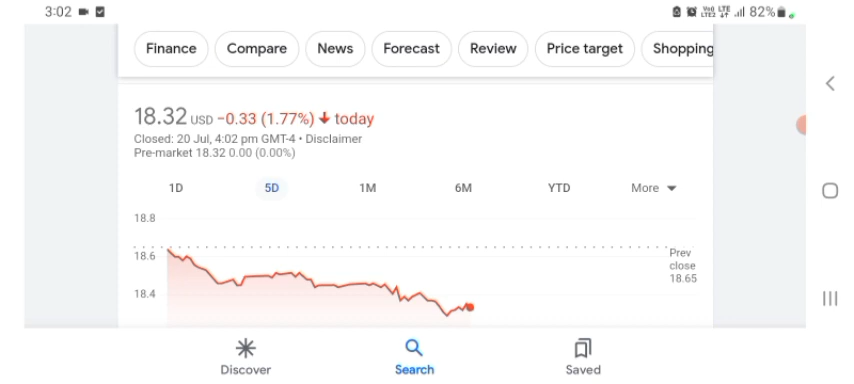 3:02 82%
Finance Compare News Forecast Review Price target Shopping
18.32 USD −0.33 (1.77%) today
Closed: 20 Jul, 4:02 pm GMT-4 • Disclaimer
Pre-market 18.32 0.00 (0.00%)
1D 5D 1M 6M YTD More
18.8
18.6
Prev
close
18.65
18.4
Discover Search Saved